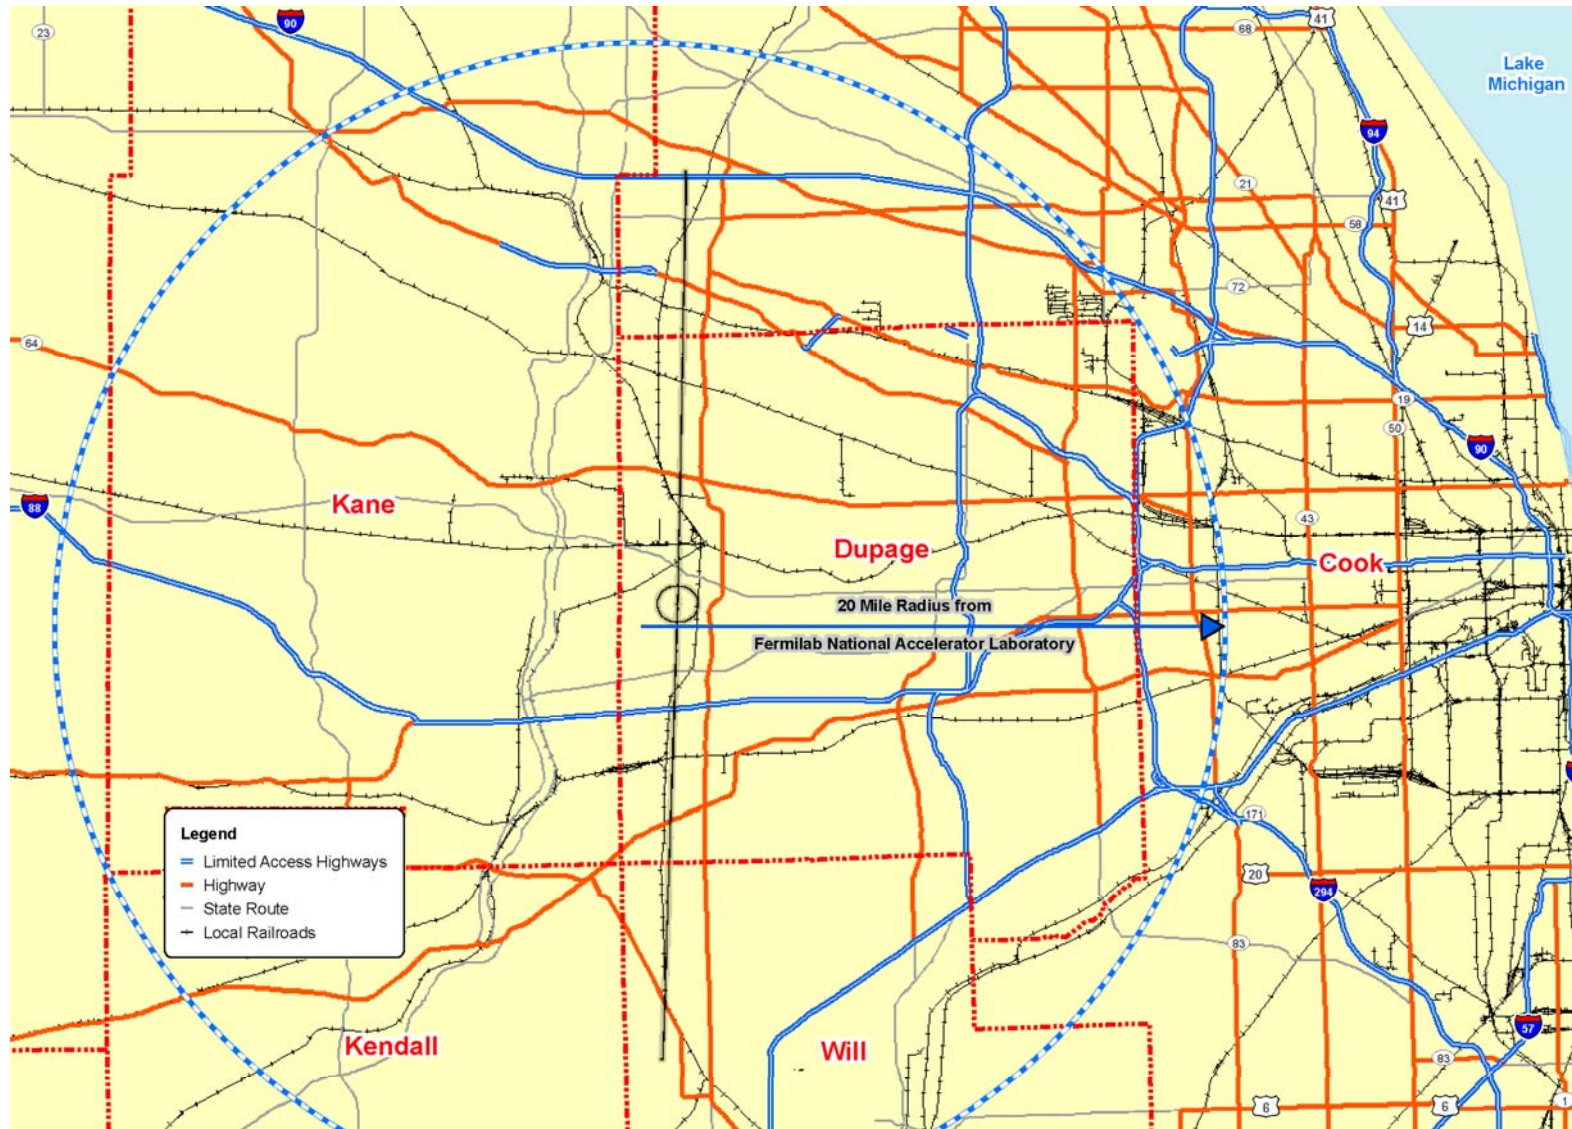 90
23
41
68
Lake
Michigan
94
21
41
58
72
14
64
19
50
90
88
Kane
43
Dupage
Cook
20 Mile Radius from
Fermilab National Accelerator Laboratory
171
Legend
Limited Access Highways
Highway
State Route
Local Railroads
20
294
83
57
Kendall
Will
83
6
6
1